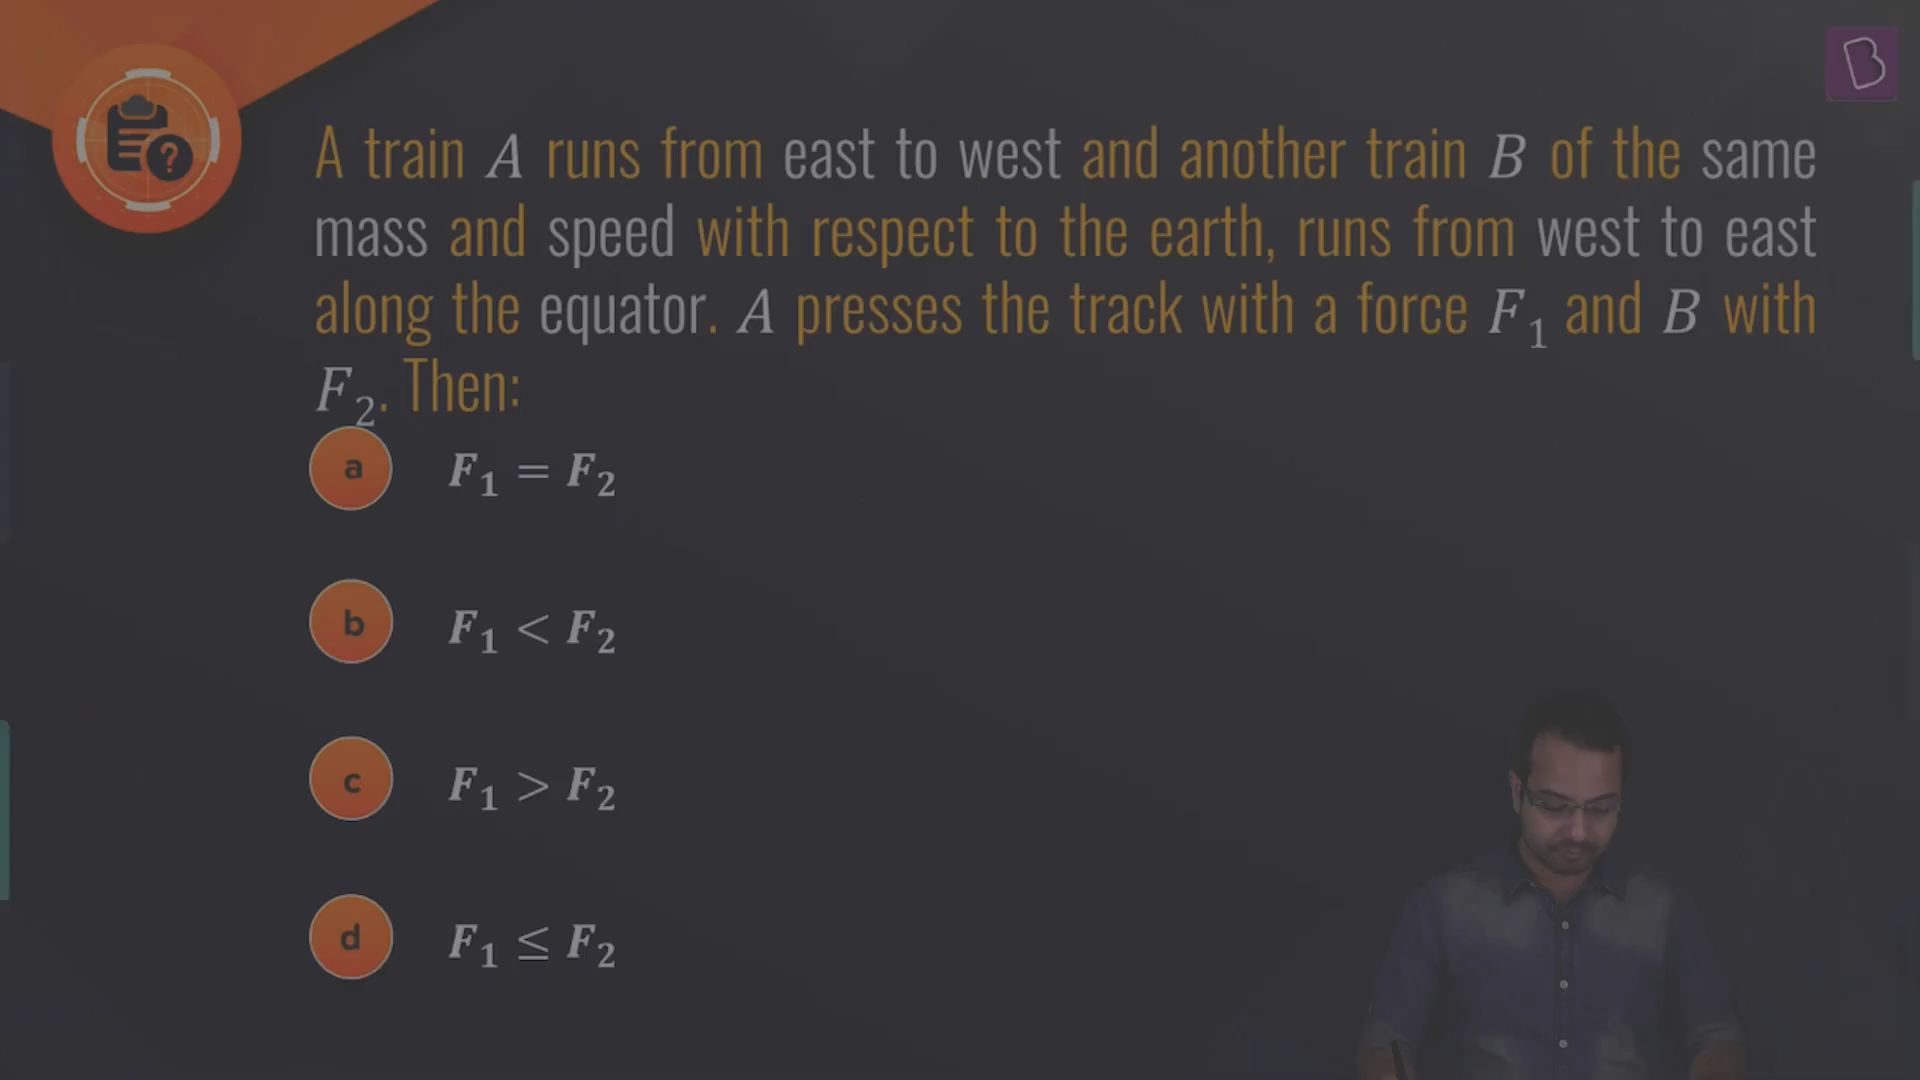 A train A runs from east to west and another train B of the same
mass and speed with respect to the earth, runs from west to east
along the equator. A presses the track with a force F₁ and B with
F₂. Then:
a F₁ = F₂
b F₁ < F₂
c F₁ > F₂
d F₁ ≤ F₂